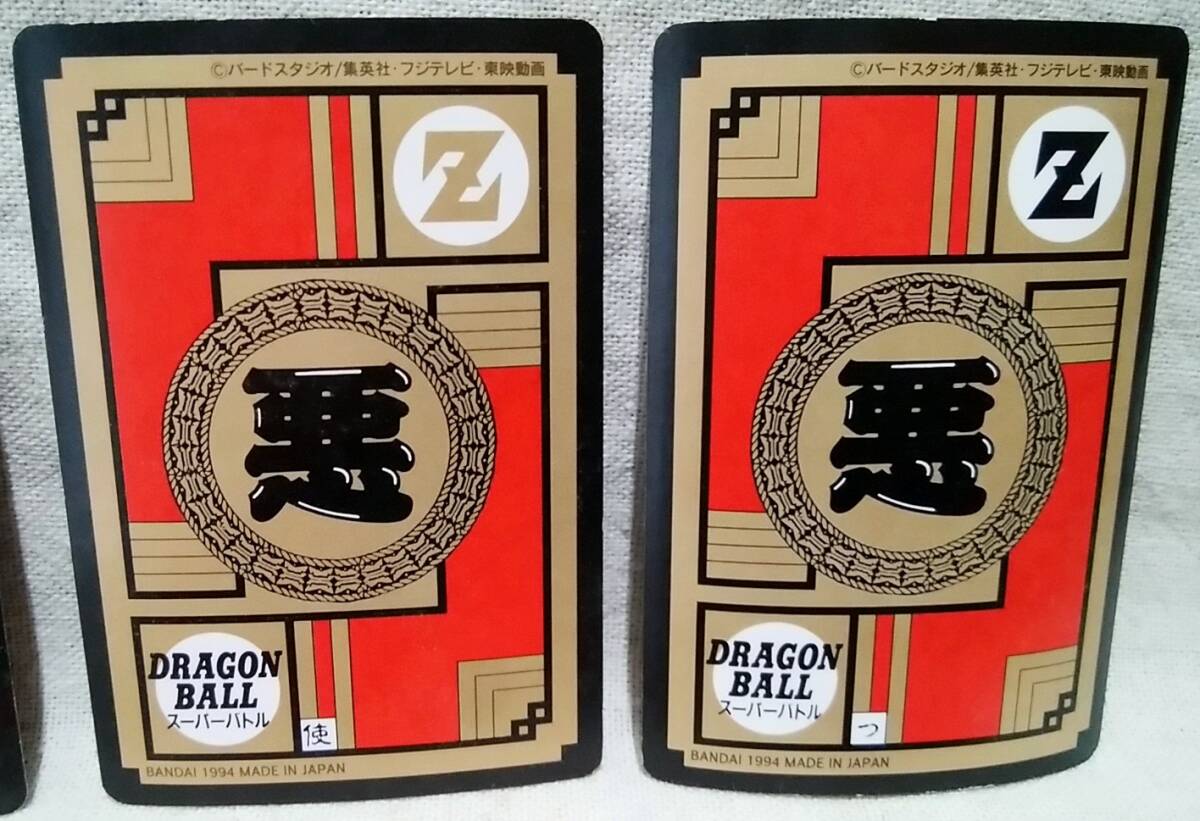 ©バードスタジオ/集英社・フジテレビ・東映動画
Z
悪
DRAGON
BALL
スーパーバトル
使
BANDAI 1994 MADE IN JAPAN
©バードスタジオ/集英社・フジテレビ・東映動画
Z
悪
DRAGON
BALL
スーパーバトル
つ
BANDAI 1994 MADE IN JAPAN